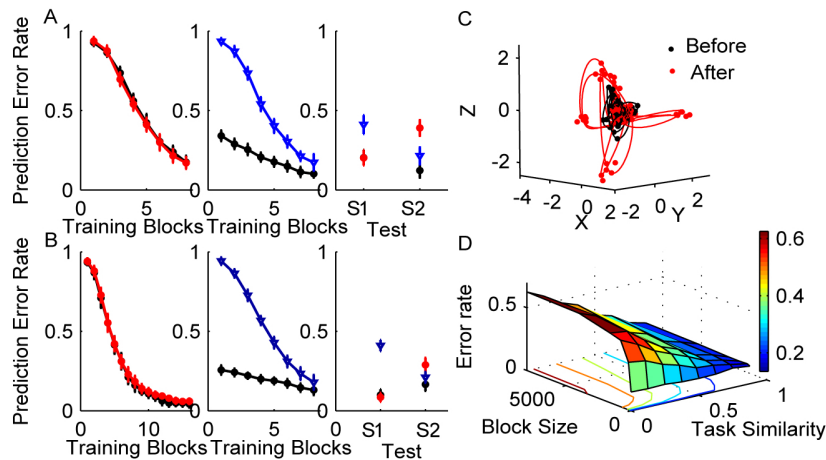 A
Prediction Error Rate
1
0.5
0
0 5
Training Blocks
1
0.5
0
0 5
Training Blocks
1
0.5
0
S1 S2
Test
B
Prediction Error Rate
1
0.5
0
0 10
Training Blocks
1
0.5
0
0 5
Training Blocks
1
0.5
0
S1 S2
Test
C
Before
After
2
0
-2
Z
-4 -2 0 2
X
-2 0 2
Y
D
Error rate
0.5
0
5000
0
Block Size
0 0.5 1
Task Similarity
0.6
0.4
0.2